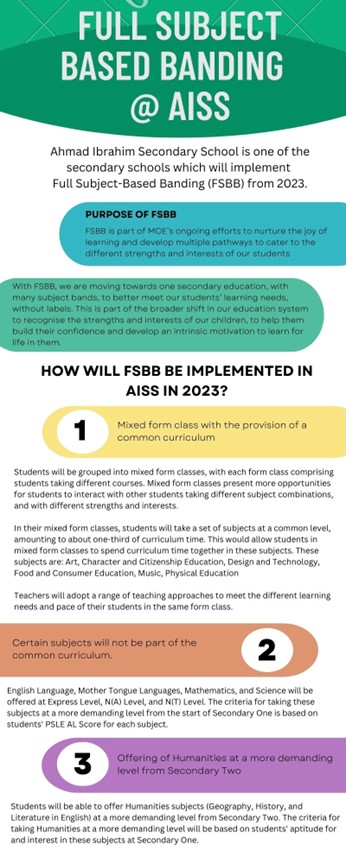 FULL SUBJECT
BASED BANDING
@ AISS
Ahmad Ibrahim Secondary School is one of the
secondary schools which will implement
Full Subject-Based Banding (FSBB) from 2023.
PURPOSE OF FSBB
FSBB is part of MOE's ongoing efforts to nurture the joy of
learning and develop multiple pathways to cater to the
different strengths and interests of our students
With FSBB, we are moving towards one secondary education, with
many subject bands, to better meet our students' learning needs,
without labels. This is part of the broader shift in our education system
to recognise the strengths and interests of our children, to help them
build their confidence and develop an intrinsic motivation to learn for
life in them.
HOW WILL FSBB BE IMPLEMENTED IN
AISS IN 2023?
1
Mixed form class with the provision of a
common curriculum
Students will be grouped into mixed form classes, with each form class comprising
students taking different courses. Mixed form classes present more opportunities
for students to interact with other students taking different subject combinations,
and with different strengths and interests.
In their mixed form classes, students will take a set of subjects at a common level,
amounting to about one-third of curriculum time. This would allow students in
mixed form classes to spend curriculum time together in these subjects. These
subjects are: Art, Character and Citizenship Education, Design and Technology,
Food and Consumer Education, Music, Physical Education
Teachers will adopt a range of teaching approaches to meet the different learning
needs and pace of their students in the same form class.
Certain subjects will not be part of the
common curriculum.
2
English Language, Mother Tongue Languages, Mathematics, and Science will be
offered at Express Level, N(A) Level, and N(T) Level. The criteria for taking these
subjects at a more demanding level from the start of Secondary One is based on
students' PSLE AL Score for each subject.
3
Offering of Humanities at a more demanding
level from Secondary Two
Students will be able to offer Humanities subjects (Geography, History, and
Literature in English) at a more demanding level from Secondary Two. The criteria for
taking Humanities at a more demanding level will be based on students' aptitude for
and interest in these subjects at Secondary One.